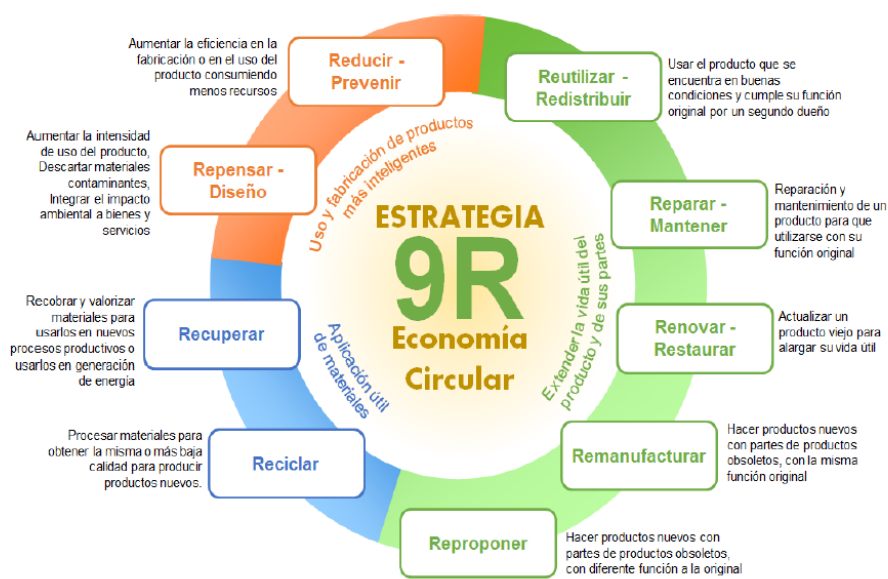 Aumentar la eficiencia en la
fabricación o en el uso del
producto consumiendo
menos recursos
Reducir -
Prevenir
Reutilizar -
Redistribuir
Usar el producto que se
encuentra en buenas
condiciones y cumple su función
original por un segundo dueño
Aumentar la intensidad
de uso del producto,
Descartar materiales
contaminantes,
Integrar el impacto
ambiental a bienes y
servicios
Repensar -
Diseño
Uso y fabricación de productos
más inteligentes
Reparar -
Mantener
Reparación y
mantenimiento de un
producto para que
utilizarse con su
función original
ESTRATEGIA
9R
Economía
Circular
Extender la vida útil del
producto y de sus partes
Aplicación útil
de materiales
Recobrar y valorizar
materiales para
usarlos en nuevos
procesos productivos o
usarlos en generación
de energía
Recuperar
Renovar -
Restaurar
Actualizar un
producto viejo para
alargar su vida útil
Procesar materiales para
obtener la misma o más baja
calidad para producir
productos nuevos.
Reciclar
Remanufacturar
Hacer productos nuevos
con partes de productos
obsoletos, con la misma
función original
Reproponer
Hacer productos nuevos con
partes de productos obsoletos,
con diferente función a la original